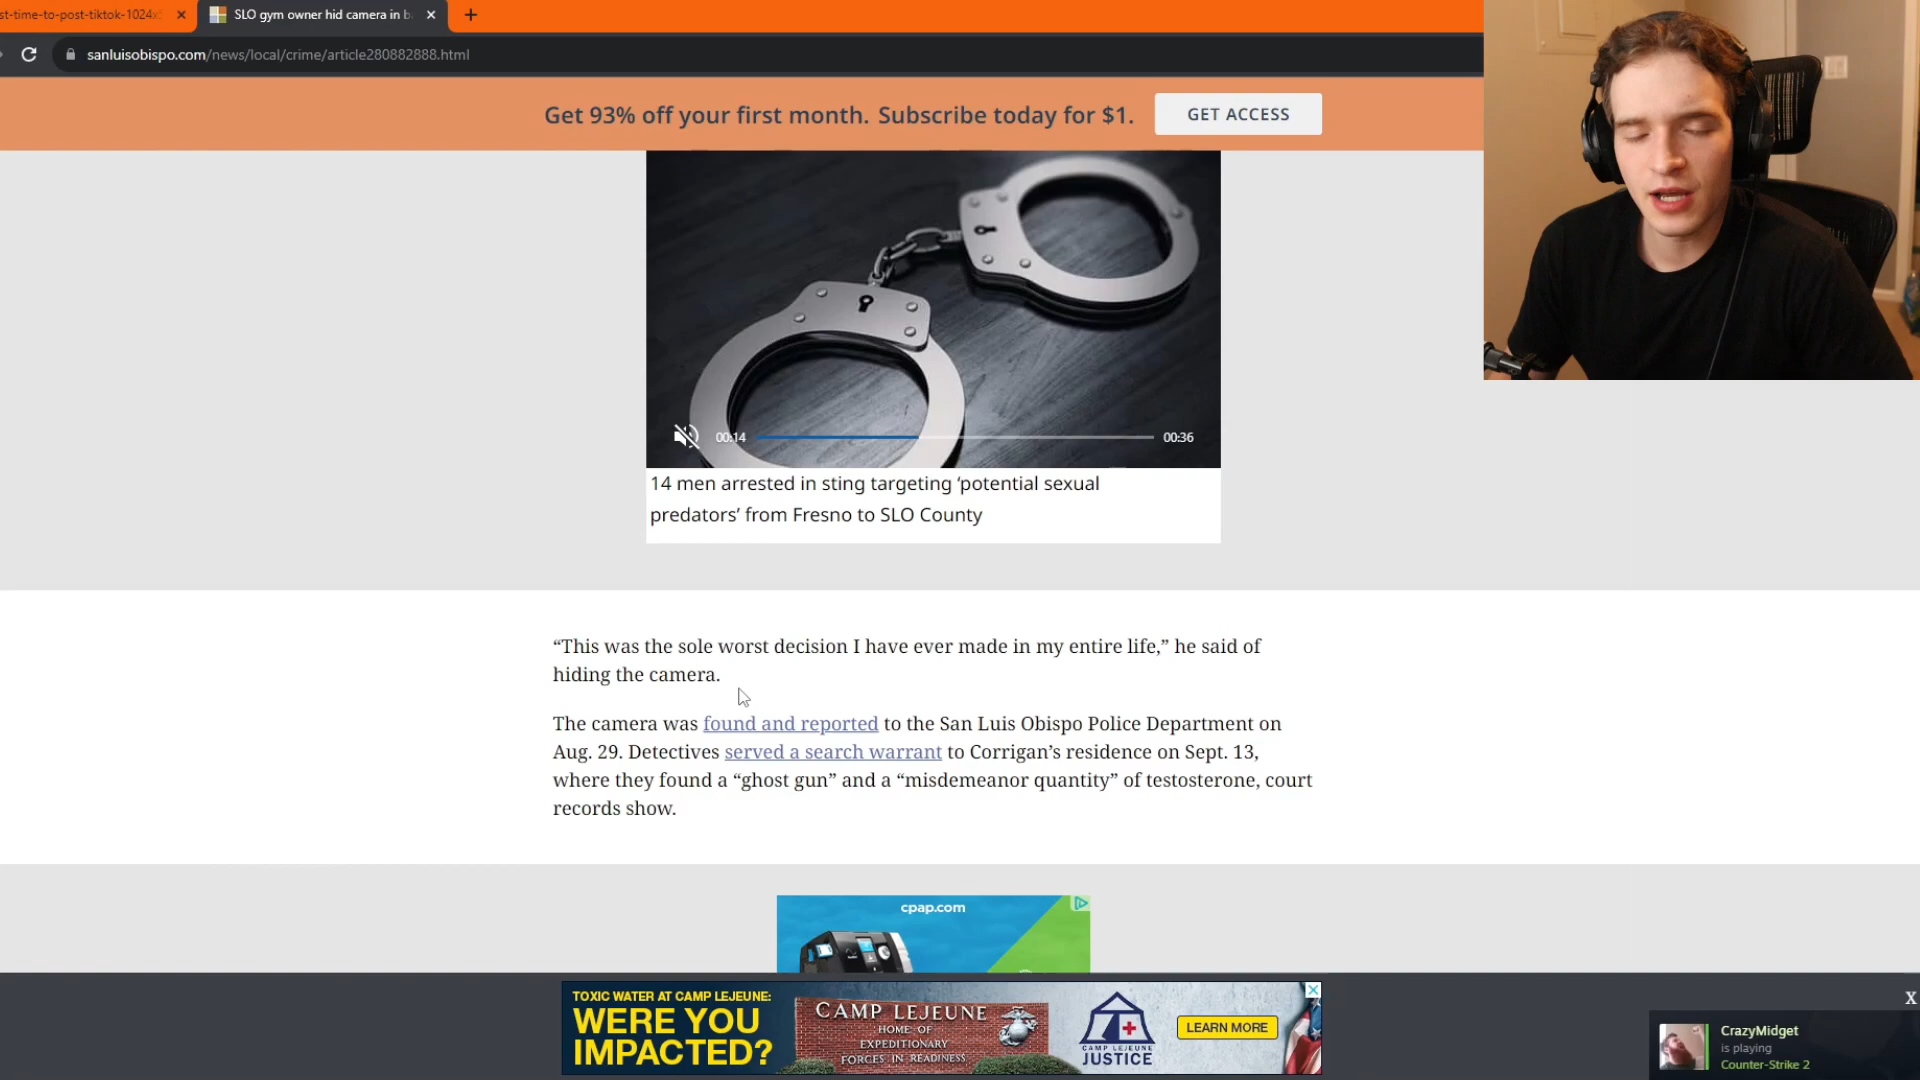 st-time-to-post-tiktok-1024x
SLO gym owner hid camera in b
sanluisobispo.com/news/local/crime/article280882888.html
Get 93% off your first month. Subscribe today for $1.
GET ACCESS
00:14
00:36
14 men arrested in sting targeting ‘potential sexual
predators’ from Fresno to SLO County
“This was the sole worst decision I have ever made in my entire life,” he said of
hiding the camera.
The camera was found and reported to the San Luis Obispo Police Department on
Aug. 29. Detectives served a search warrant to Corrigan’s residence on Sept. 13,
where they found a “ghost gun” and a “misdemeanor quantity” of testosterone, court
records show.
cpap.com
TOXIC WATER AT CAMP LEJEUNE:
WERE YOU
IMPACTED?
CAMP LEJEUNE
HOME OF
EXPEDITIONARY
FORCES IN READINESS
CAMP LEJEUNE
JUSTICE
LEARN MORE
X
CrazyMidget
is playing
Counter-Strike 2